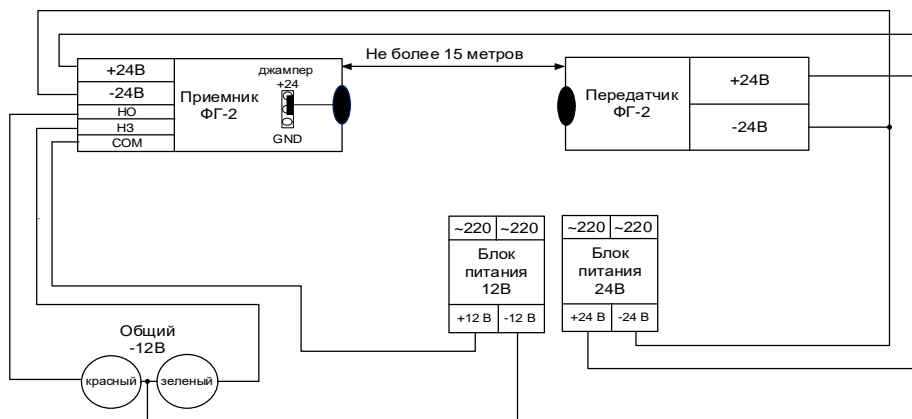 Не более 15 метров
+24В
-24В
НО
НЗ
COM
Приемник
ФГ-2
джампер
+24
GND
Передатчик
ФГ-2
+24В
-24В
~220 ~220
Блок
питания
12В
+12 В -12 В
~220 ~220
Блок
питания
24В
+24 В -24 В
Общий
-12В
красный
зеленый